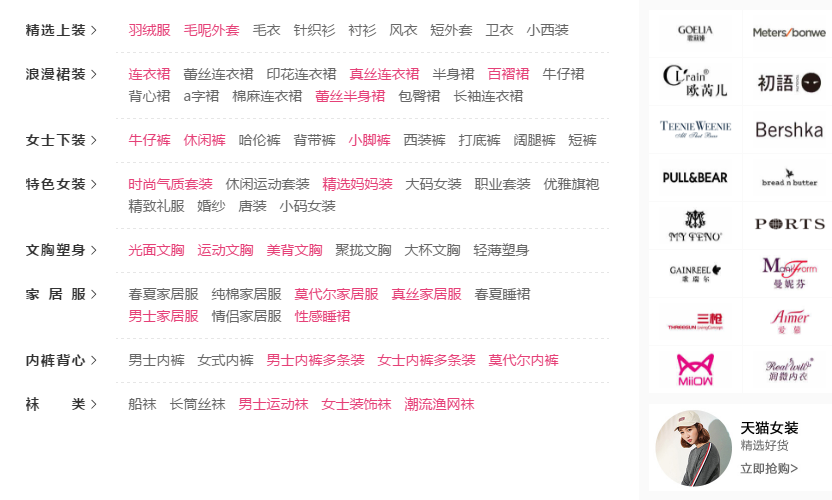 精选上装 > 羽绒服 毛呢外套 毛衣 针织衫 衬衫 风衣 短外套 卫衣 小西装
浪漫裙装 > 连衣裙 蕾丝连衣裙 印花连衣裙 真丝连衣裙 半身裙 百褶裙 牛仔裙
背心裙 a字裙 棉麻连衣裙 蕾丝半身裙 包臀裙 长袖连衣裙
女士下装 > 牛仔裤 休闲裤 哈伦裤 背带裤 小脚裤 西装裤 打底裤 阔腿裤 短裤
特色女装 > 时尚气质套装 休闲运动套装 精选妈妈装 大码女装 职业套装 优雅旗袍
精致礼服 婚纱 唐装 小码女装
文胸塑身 > 光面文胸 运动文胸 美背文胸 聚拢文胸 大杯文胸 轻薄塑身
家居服 > 春夏家居服 纯棉家居服 莫代尔家居服 真丝家居服 春夏睡裙
男士家居服 情侣家居服 性感睡裙
内裤背心 > 男士内裤 女式内裤 男士内裤多条装 女士内裤多条装 莫代尔内裤
袜类 > 船袜 长筒丝袜 男士运动袜 女士装饰袜 潮流渔网袜
GOELIA
Meters/bonwe
Crain®
欧芮儿
初語
TEENIE WEENIE
Bershka
PULL&BEAR
bread n butter
MY TENO®
PORTS
GAINREEL
歌瑞尔
ManiForm
曼妮芬
三枪
THREEGUN
Aimer
爱慕
MiiOW
Real will®
润微内衣
天猫女装
精选好货
立即抢购>